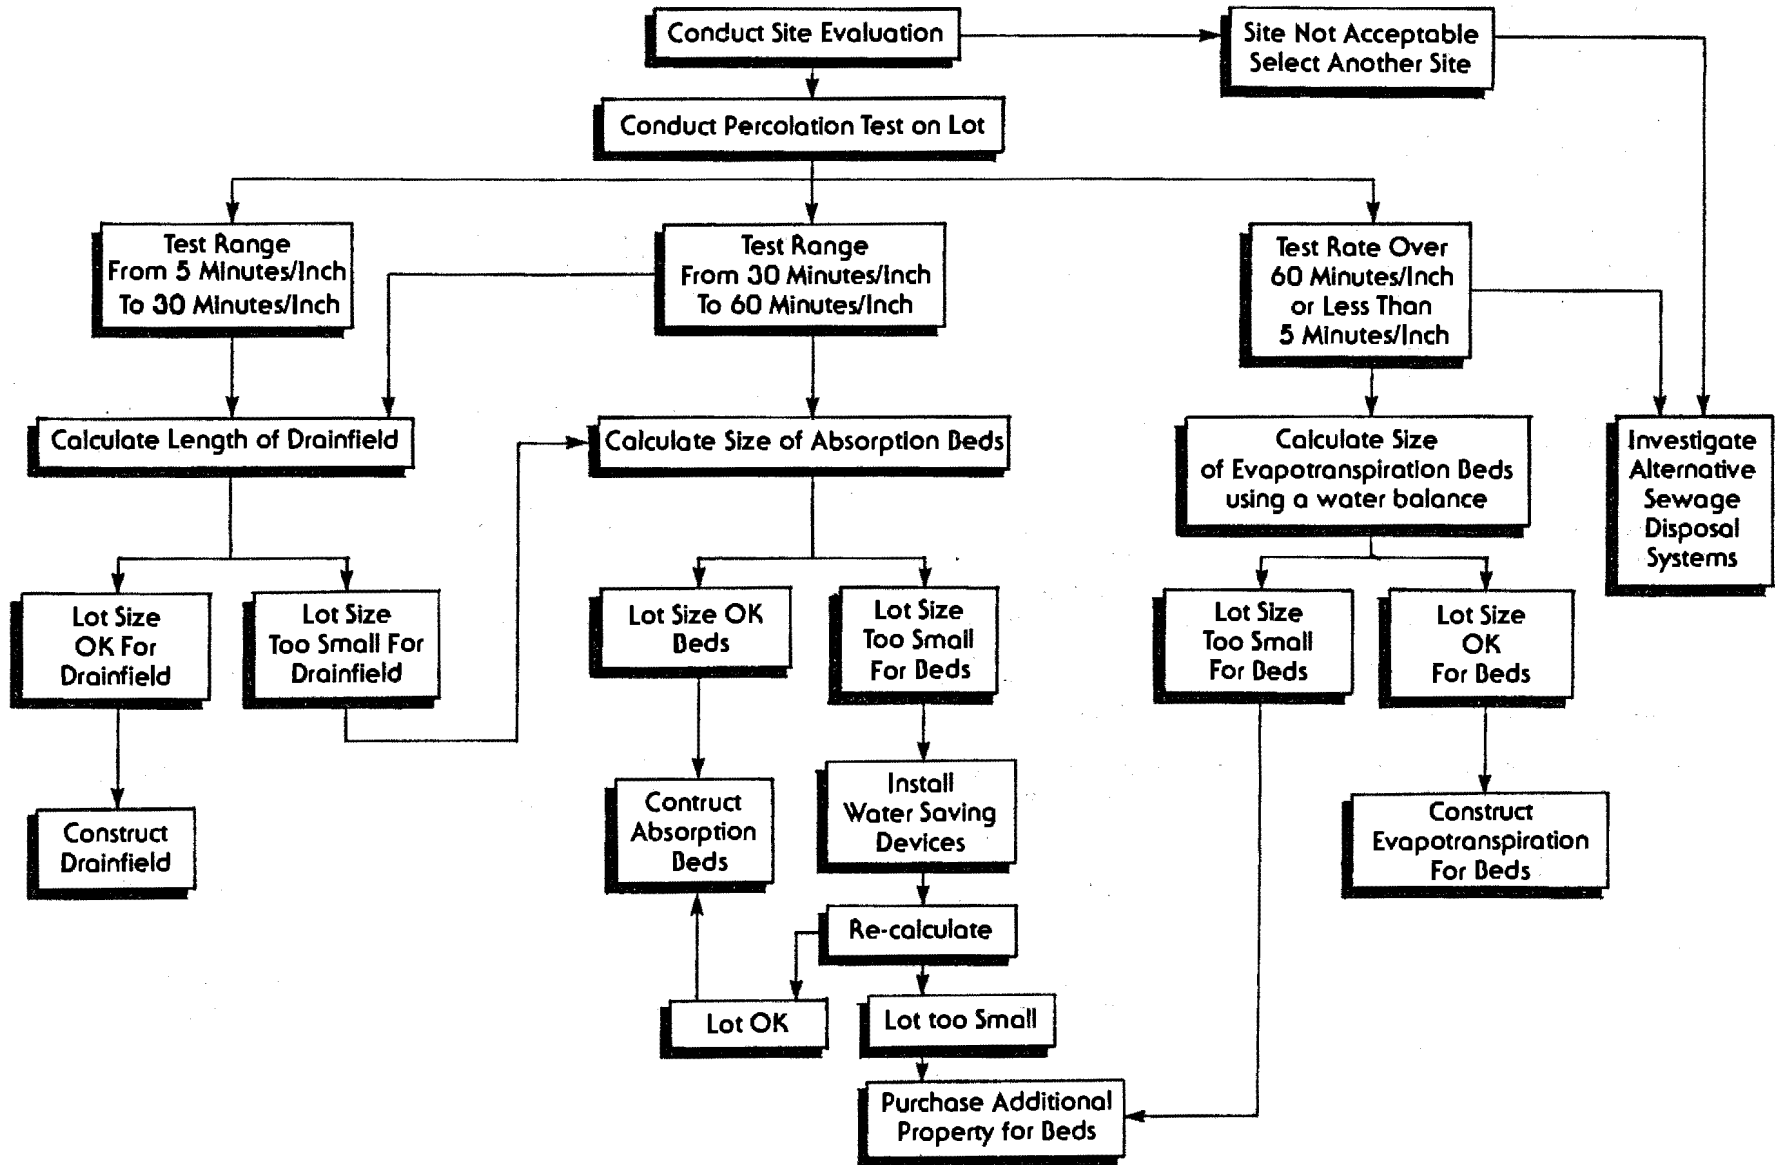 Conduct Site Evaluation
Site Not Acceptable
Select Another Site
Conduct Percolation Test on Lot
Test Range
From 5 Minutes/Inch
To 30 Minutes/Inch
Test Range
From 30 Minutes/Inch
To 60 Minutes/Inch
Test Rate Over
60 Minutes/Inch
or Less Than
5 Minutes/Inch
Calculate Length of Drainfield
Calculate Size of Absorption Beds
Calculate Size
of Evapotranspiration Beds
using a water balance
Investigate
Alternative
Sewage
Disposal
Systems
Lot Size
OK For
Drainfield
Lot Size
Too Small For
Drainfield
Lot Size OK
Beds
Lot Size
Too Small
For Beds
Lot Size
Too Small
For Beds
Lot Size
OK
For Beds
Construct
Drainfield
Contruct
Absorption
Beds
Install
Water Saving
Devices
Construct
Evapotranspiration
For Beds
Re-calculate
Lot OK
Lot too Small
Purchase Additional
Property for Beds